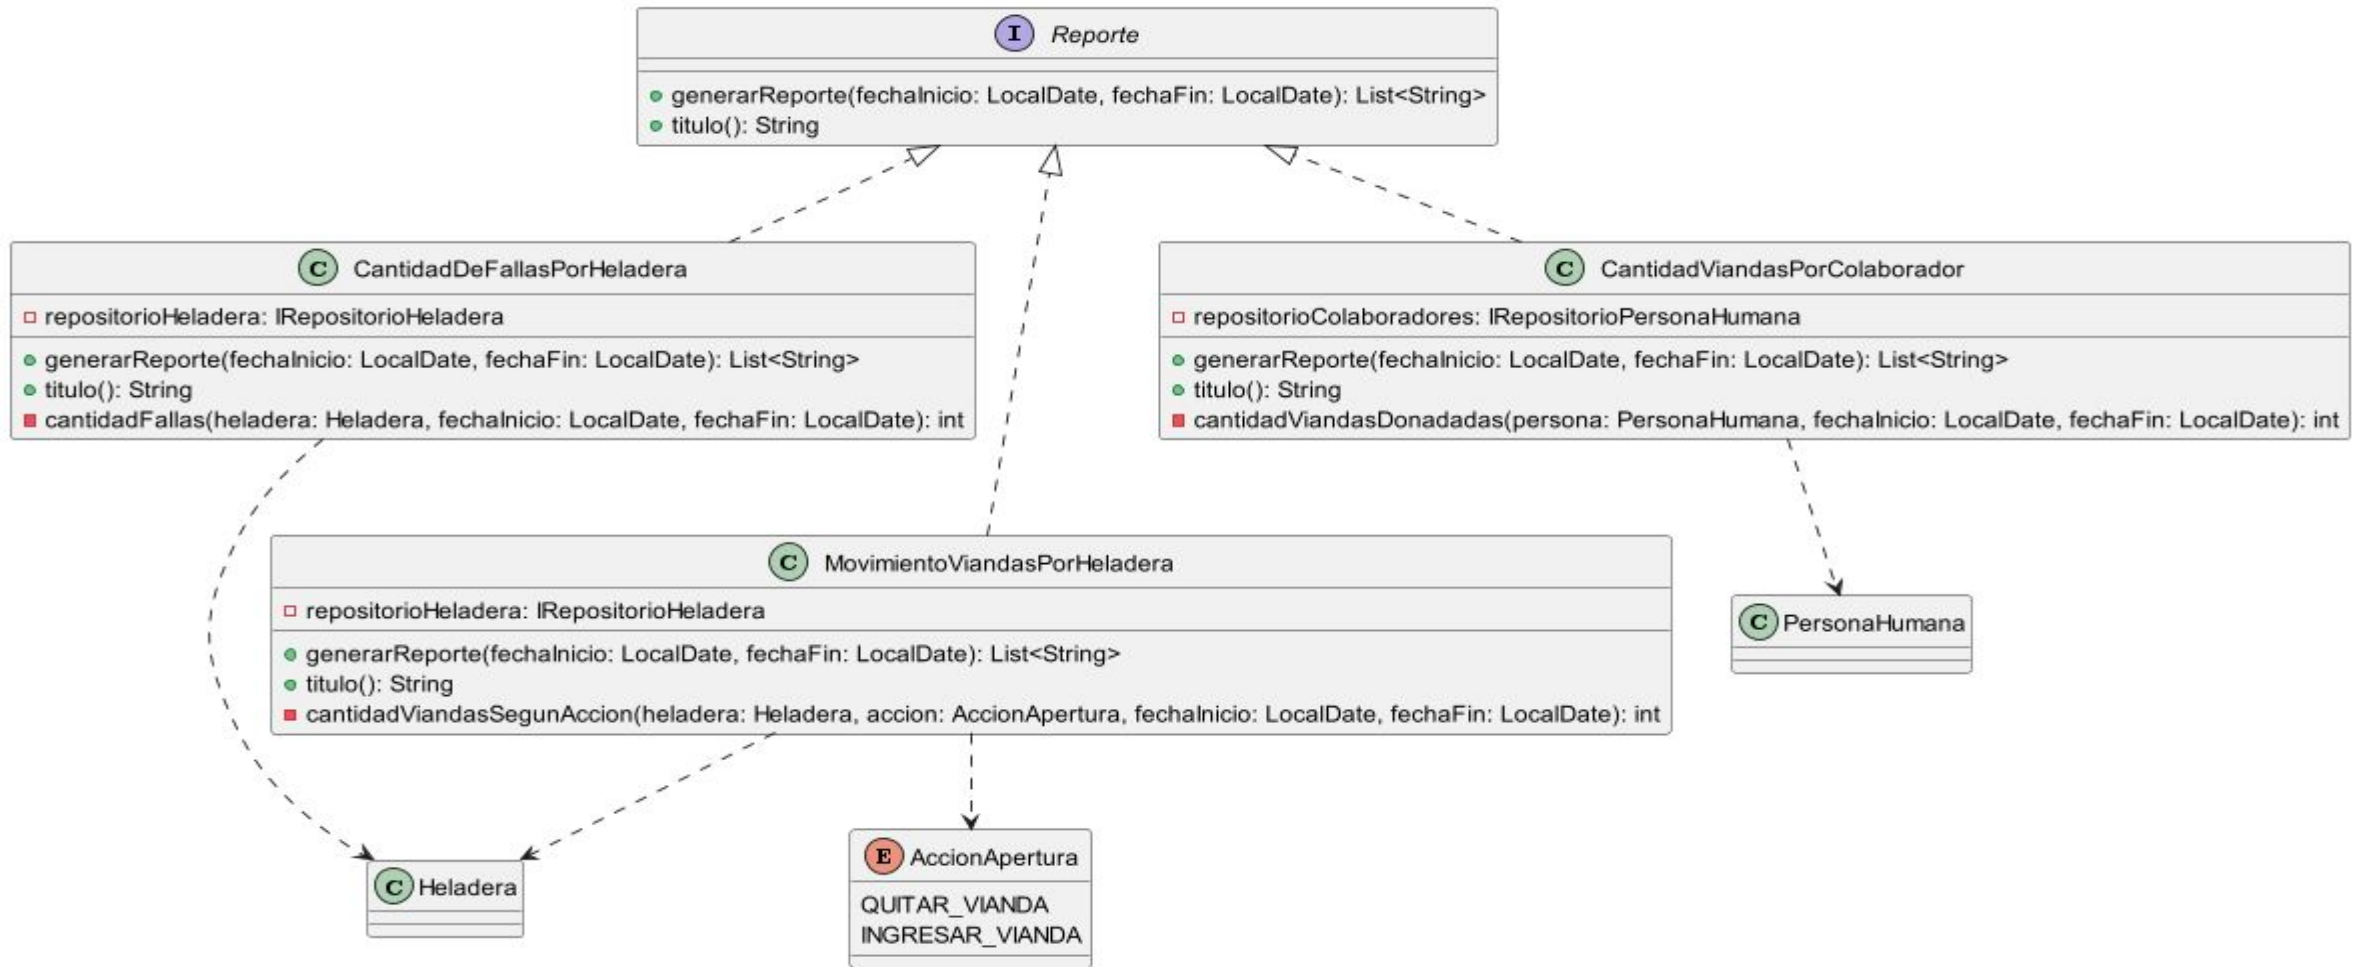 I Reporte
generarReporte(fechaInicio: LocalDate, fechaFin: LocalDate): List<String>
titulo(): String
C CantidadDeFallasPorHeladera
repositorioHeladera: IRepositorioHeladera
generarReporte(fechaInicio: LocalDate, fechaFin: LocalDate): List<String>
titulo(): String
cantidadFallas(heladera: Heladera, fechaInicio: LocalDate, fechaFin: LocalDate): int
C CantidadViandasPorColaborador
repositorioColaboradores: IRepositorioPersonaHumana
generarReporte(fechaInicio: LocalDate, fechaFin: LocalDate): List<String>
titulo(): String
cantidadViandasDonadadas(persona: PersonaHumana, fechaInicio: LocalDate, fechaFin: LocalDate): int
C MovimientoViandasPorHeladera
repositorioHeladera: IRepositorioHeladera
generarReporte(fechaInicio: LocalDate, fechaFin: LocalDate): List<String>
titulo(): String
cantidadViandasSegunAccion(heladera: Heladera, accion: AccionApertura, fechaInicio: LocalDate, fechaFin: LocalDate): int
C PersonaHumana
C Heladera
E AccionApertura
QUITAR_VIANDA
INGRESAR_VIANDA